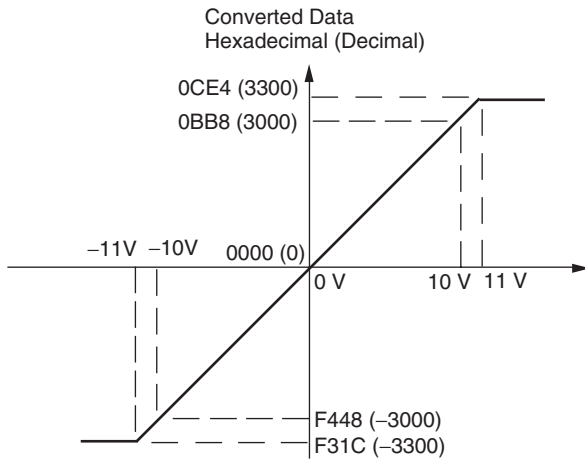 Converted Data
Hexadecimal (Decimal)
0CE4 (3300)
0BB8 (3000)
−11V −10V 0000 (0)
0 V 10 V 11 V
F448 (−3000)
F31C (−3300)